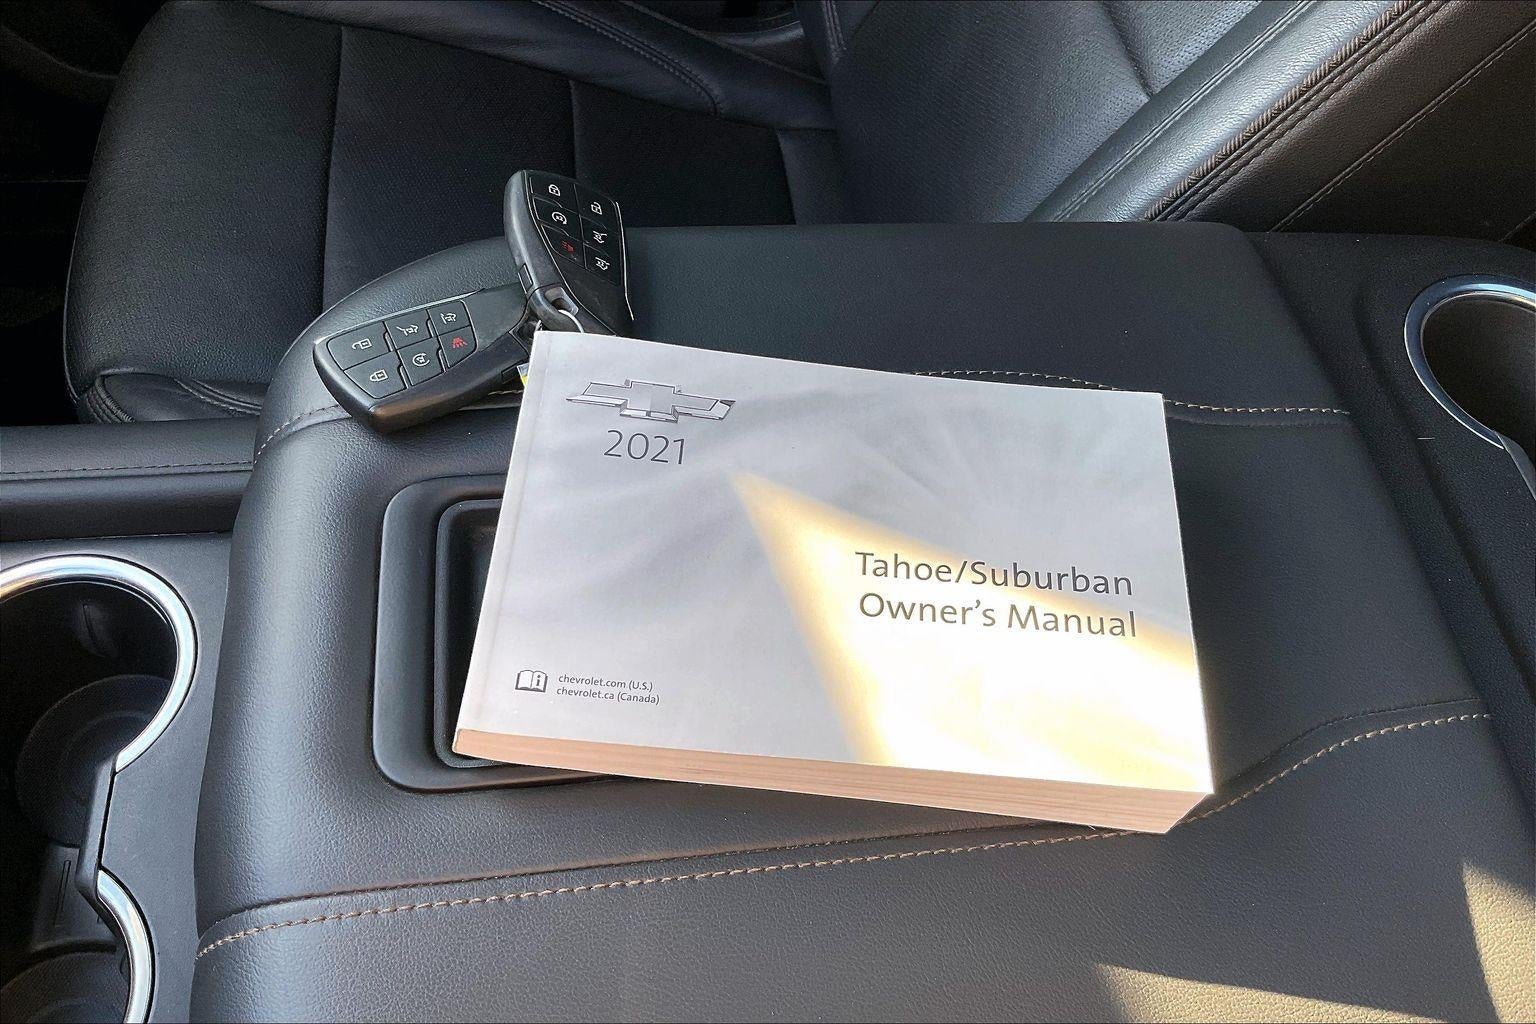 2021
Tahoe/Suburban
Owner's Manual
chevrolet.com (U.S.)
chevrolet.ca (Canada)